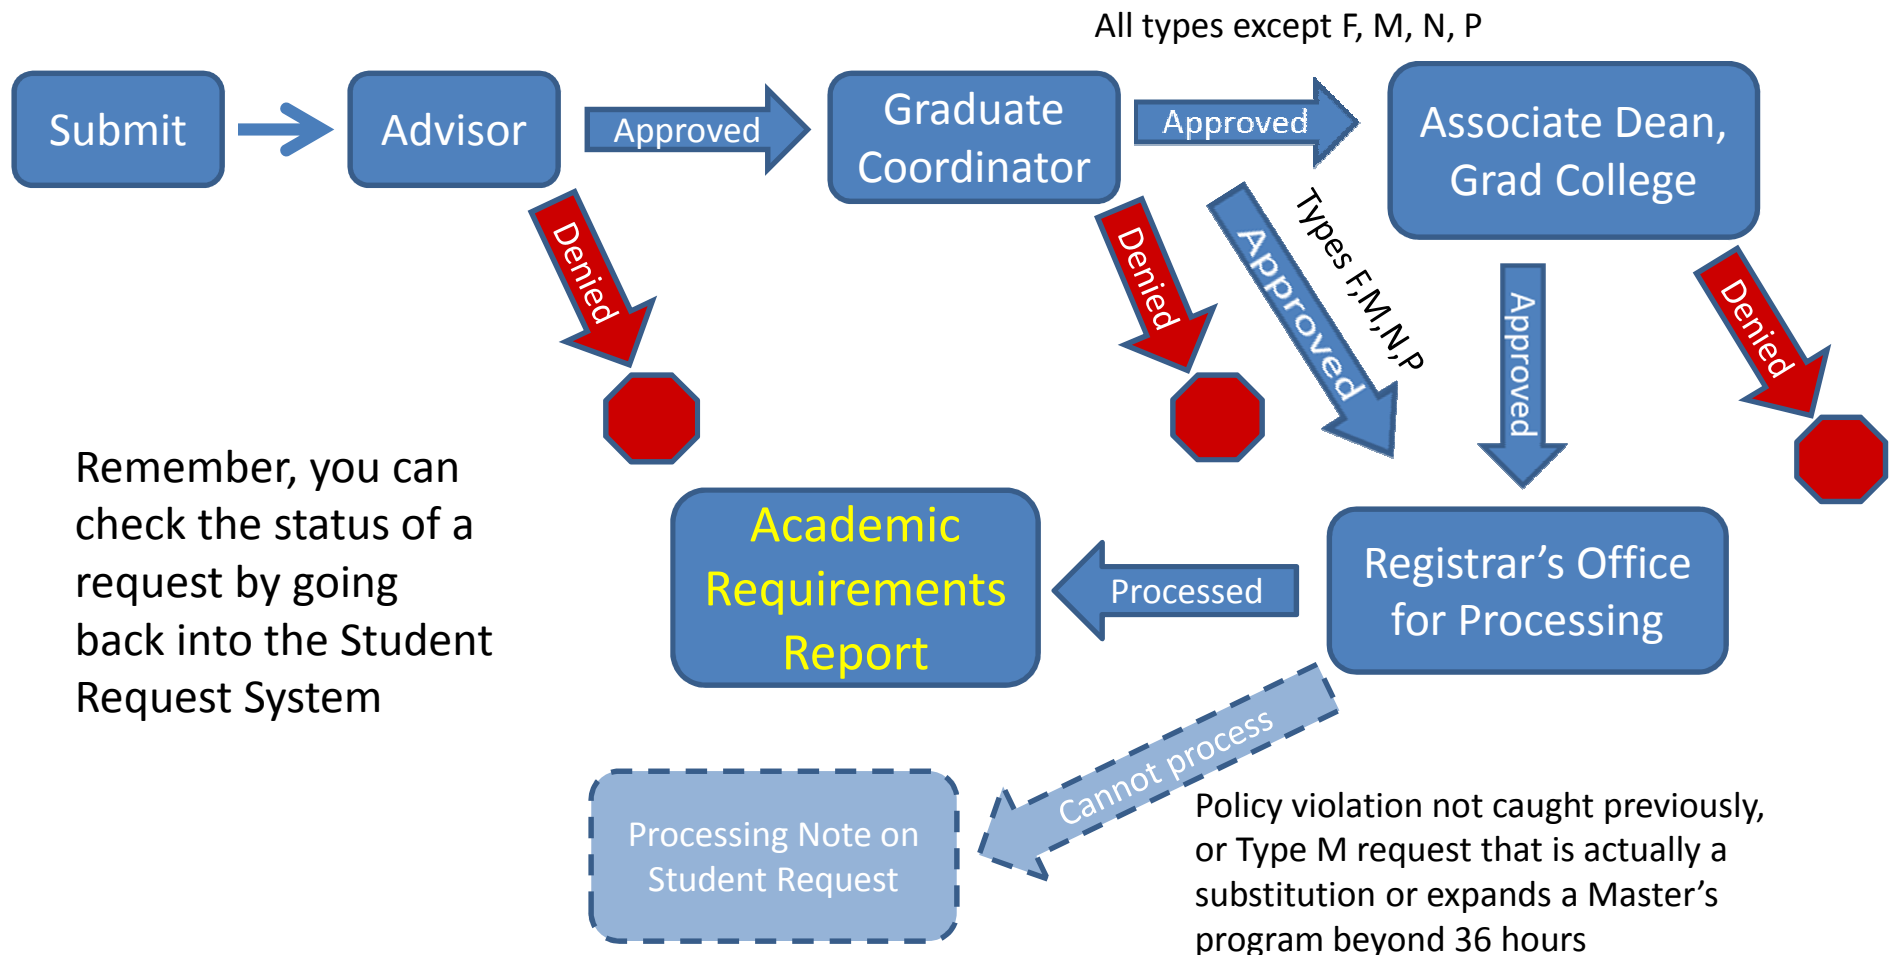 All types except F, M, N, P
Submit
Advisor
Approved
Graduate
Coordinator
Approved
Associate Dean,
Grad College
Denied
Denied
Approved
Types F,M,N,P
Approved
Denied
Remember, you can
check the status of a
request by going
back into the Student
Request System
Academic
Requirements
Report
Processed
Registrar’s Office
for Processing
Cannot process
Processing Note on
Student Request
Policy violation not caught previously,
or Type M request that is actually a
substitution or expands a Master’s
program beyond 36 hours